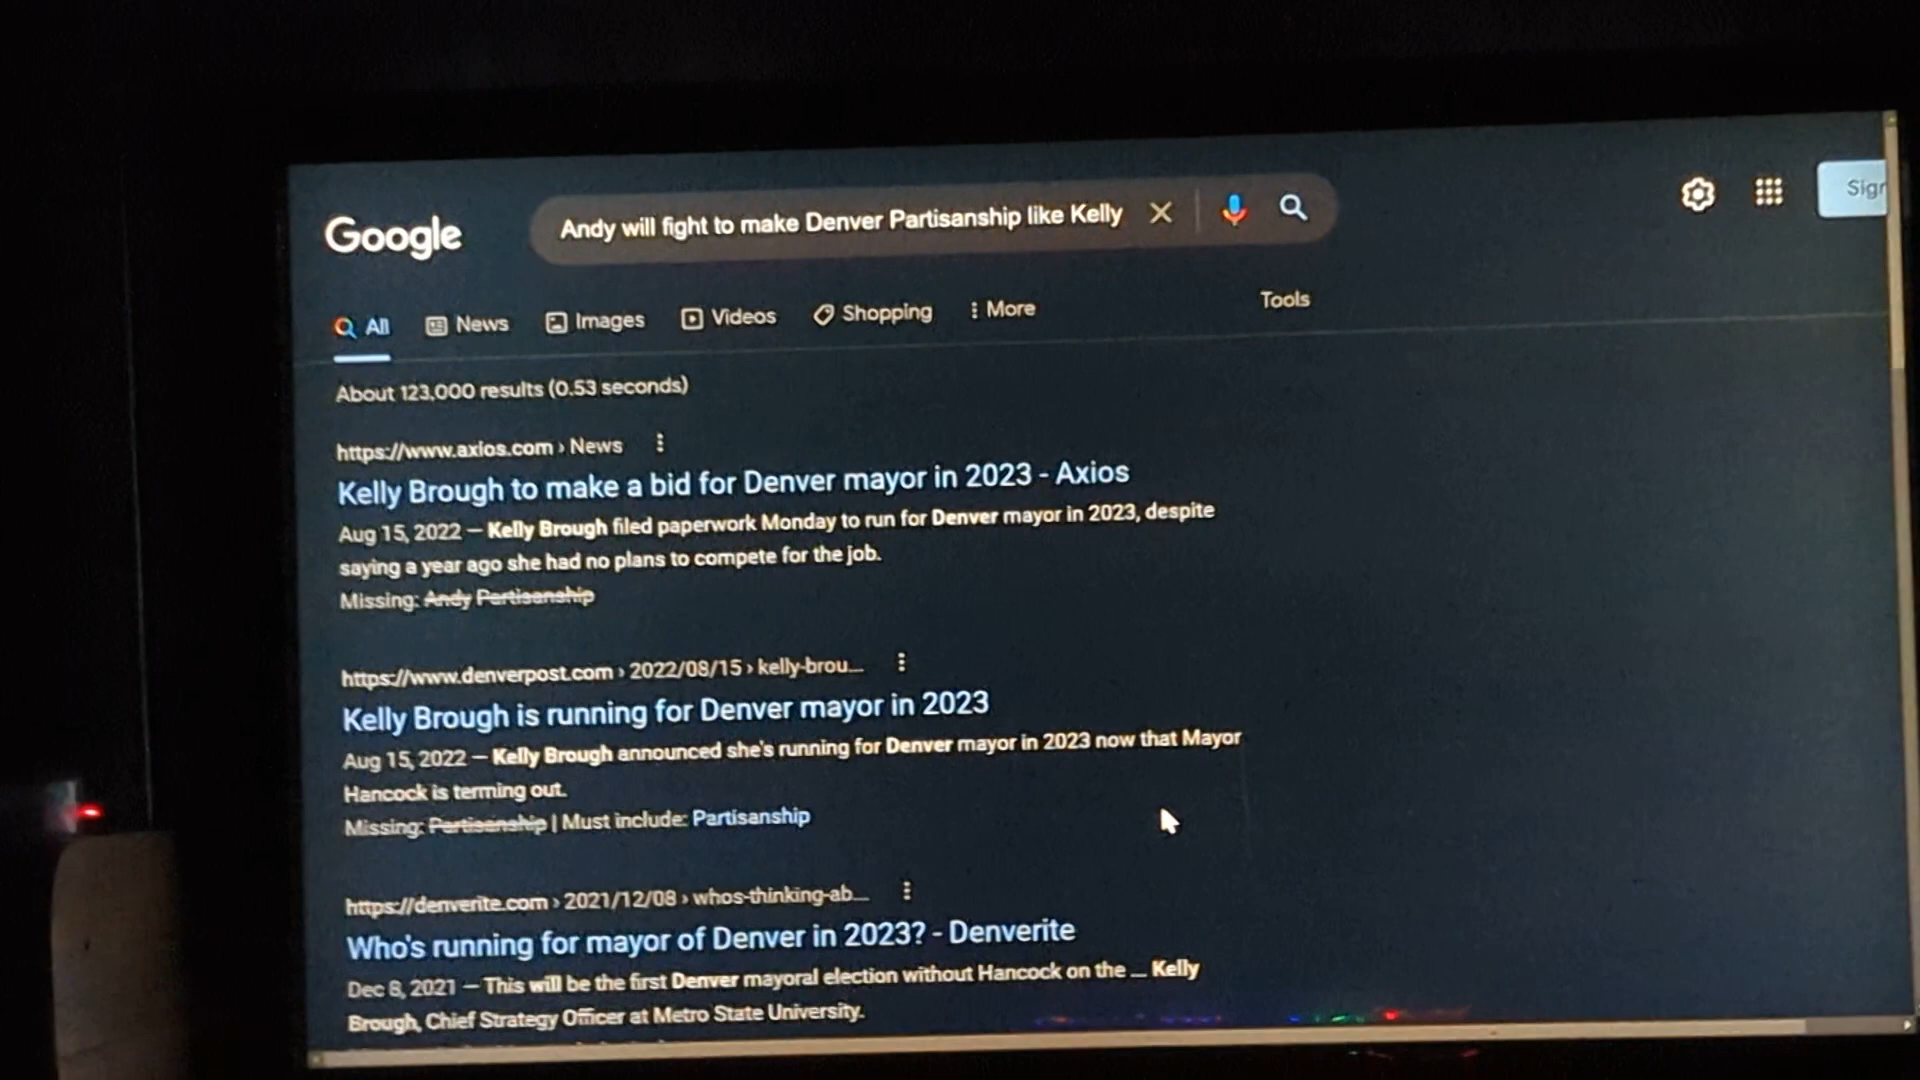 Google
Andy will fight to make Denver Partisanship like Kelly
Sign
All News Images Videos Shopping More Tools
About 123,000 results (0.53 seconds)
https://www.axios.com › News
Kelly Brough to make a bid for Denver mayor in 2023 - Axios
Aug 15, 2022 — Kelly Brough filed paperwork Monday to run for Denver mayor in 2023, despite
saying a year ago she had no plans to compete for the job.
Missing: Andy Partisanship
https://www.denverpost.com › 2022/08/15 › kelly-brou...
Kelly Brough is running for Denver mayor in 2023
Aug 15, 2022 — Kelly Brough announced she's running for Denver mayor in 2023 now that Mayor
Hancock is terming out.
Missing: Partisanship | Must include: Partisanship
https://denverite.com › 2021/12/08 › whos-thinking-ab...
Who's running for mayor of Denver in 2023? - Denverite
Dec 8, 2021 — This will be the first Denver mayoral election without Hancock on the ... Kelly
Brough, Chief Strategy Officer at Metro State University.